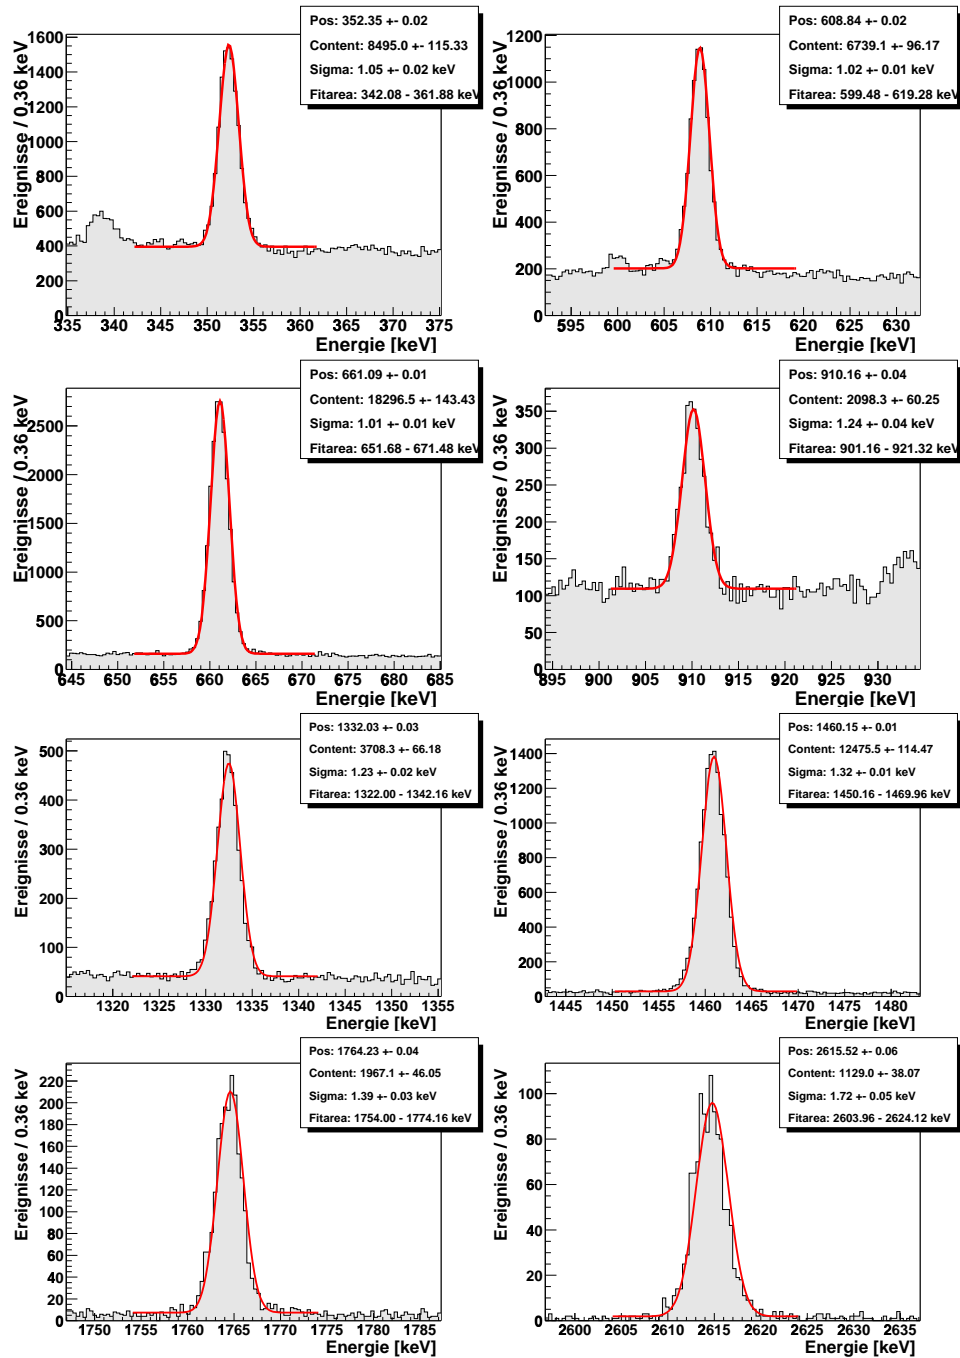 Pos: 352.35 +- 0.02
Content: 8495.0 +- 115.33
Sigma: 1.05 +- 0.02 keV
Fitarea: 342.08 - 361.88 keV
Ereignisse / 0.36 keV
1600
1400
1200
1000
800
600
400
200
0
335 340 345 350 355 360 365 370 375
Energie [keV]
Pos: 608.84 +- 0.02
Content: 6739.1 +- 96.17
Sigma: 1.02 +- 0.01 keV
Fitarea: 599.48 - 619.28 keV
Ereignisse / 0.36 keV
1200
1000
800
600
400
200
0
595 600 605 610 615 620 625 630
Energie [keV]
Pos: 661.09 +- 0.01
Content: 18296.5 +- 143.43
Sigma: 1.01 +- 0.01 keV
Fitarea: 651.68 - 671.48 keV
Ereignisse / 0.36 keV
2500
2000
1500
1000
500
0
645 650 655 660 665 670 675 680 685
Energie [keV]
Pos: 910.16 +- 0.04
Content: 2098.3 +- 60.25
Sigma: 1.24 +- 0.04 keV
Fitarea: 901.16 - 921.32 keV
Ereignisse / 0.36 keV
350
300
250
200
150
100
50
0
895 900 905 910 915 920 925 930
Energie [keV]
Pos: 1332.03 +- 0.03
Content: 3708.3 +- 66.18
Sigma: 1.23 +- 0.02 keV
Fitarea: 1322.00 - 1342.16 keV
Ereignisse / 0.36 keV
500
400
300
200
100
0
1320 1325 1330 1335 1340 1345 1350 1355
Energie [keV]
Pos: 1460.15 +- 0.01
Content: 12475.5 +- 114.47
Sigma: 1.32 +- 0.01 keV
Fitarea: 1450.16 - 1469.96 keV
Ereignisse / 0.36 keV
1400
1200
1000
800
600
400
200
0
1445 1450 1455 1460 1465 1470 1475 1480
Energie [keV]
Pos: 1764.23 +- 0.04
Content: 1967.1 +- 46.05
Sigma: 1.39 +- 0.03 keV
Fitarea: 1754.00 - 1774.16 keV
Ereignisse / 0.36 keV
220
200
180
160
140
120
100
80
60
40
20
0
1750 1755 1760 1765 1770 1775 1780 1785
Energie [keV]
Pos: 2615.52 +- 0.06
Content: 1129.0 +- 38.07
Sigma: 1.72 +- 0.05 keV
Fitarea: 2603.96 - 2624.12 keV
Ereignisse / 0.36 keV
100
80
60
40
20
0
2600 2605 2610 2615 2620 2625 2630 2635
Energie [keV]